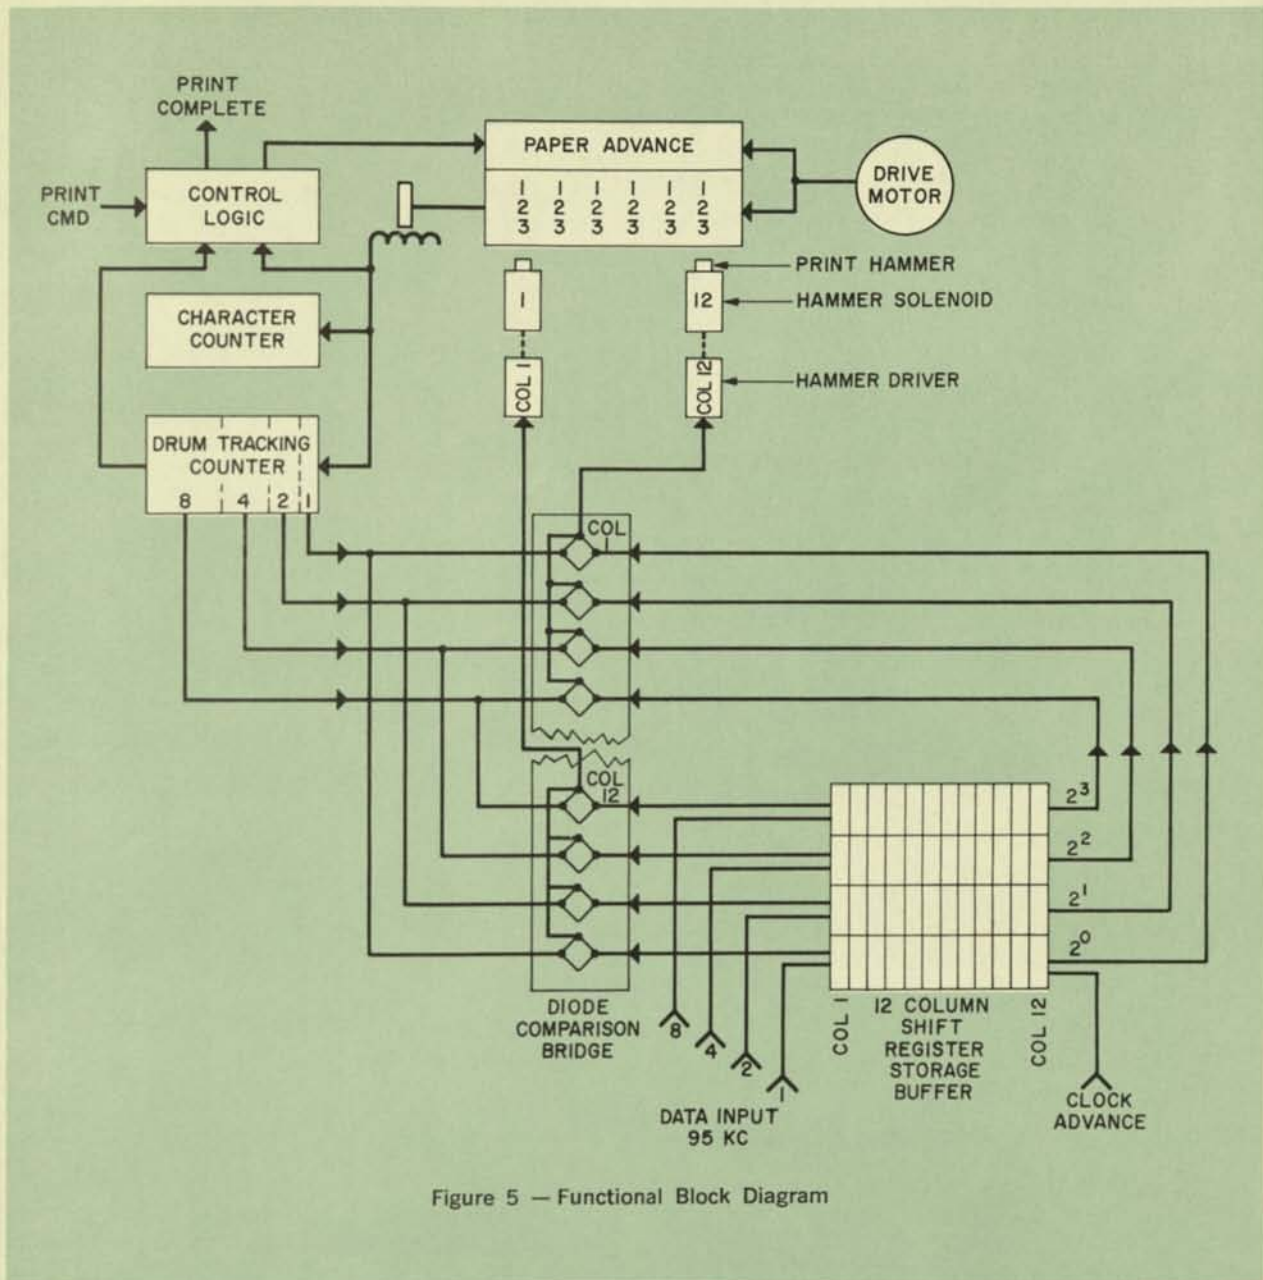 PRINT
COMPLETE
PAPER ADVANCE
DRIVE
MOTOR
PRINT
CMD
CONTROL
LOGIC
1 1 1 1 1 1
2 2 2 2 2 2
3 3 3 3 3 3
PRINT HAMMER
1
12
HAMMER SOLENOID
CHARACTER
COUNTER
COL 1
COL 12
HAMMER DRIVER
DRUM TRACKING
COUNTER
8 4 2 1
COL
1
COL
12
2³
2²
2¹
2⁰
DIODE
COMPARISON
BRIDGE
8
4
2
1
DATA INPUT
95 KC
COL 1
12 COLUMN
SHIFT
REGISTER
STORAGE
BUFFER
COL 12
CLOCK
ADVANCE
Figure 5 — Functional Block Diagram